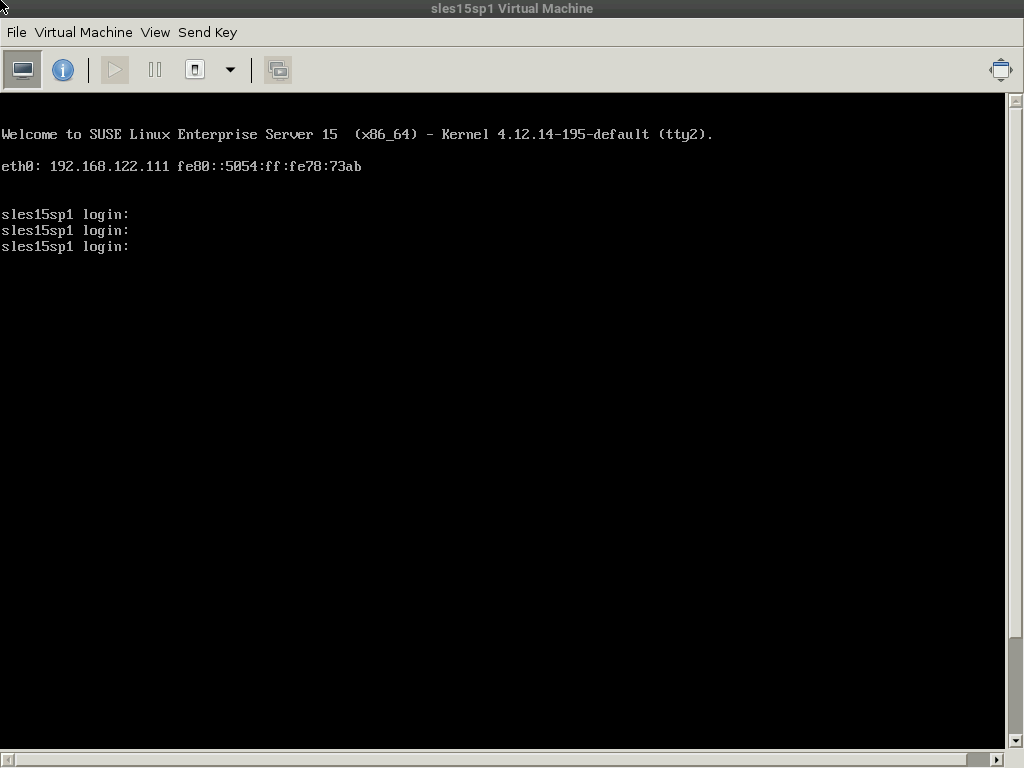 sles15sp1 Virtual Machine
File Virtual Machine View Send Key
Welcome to SUSE Linux Enterprise Server 15  (x86_64) - Kernel 4.12.14-195-default (tty2).
eth0: 192.168.122.111 fe80::5054:ff:fe78:73ab
sles15sp1 login:
sles15sp1 login:
sles15sp1 login: